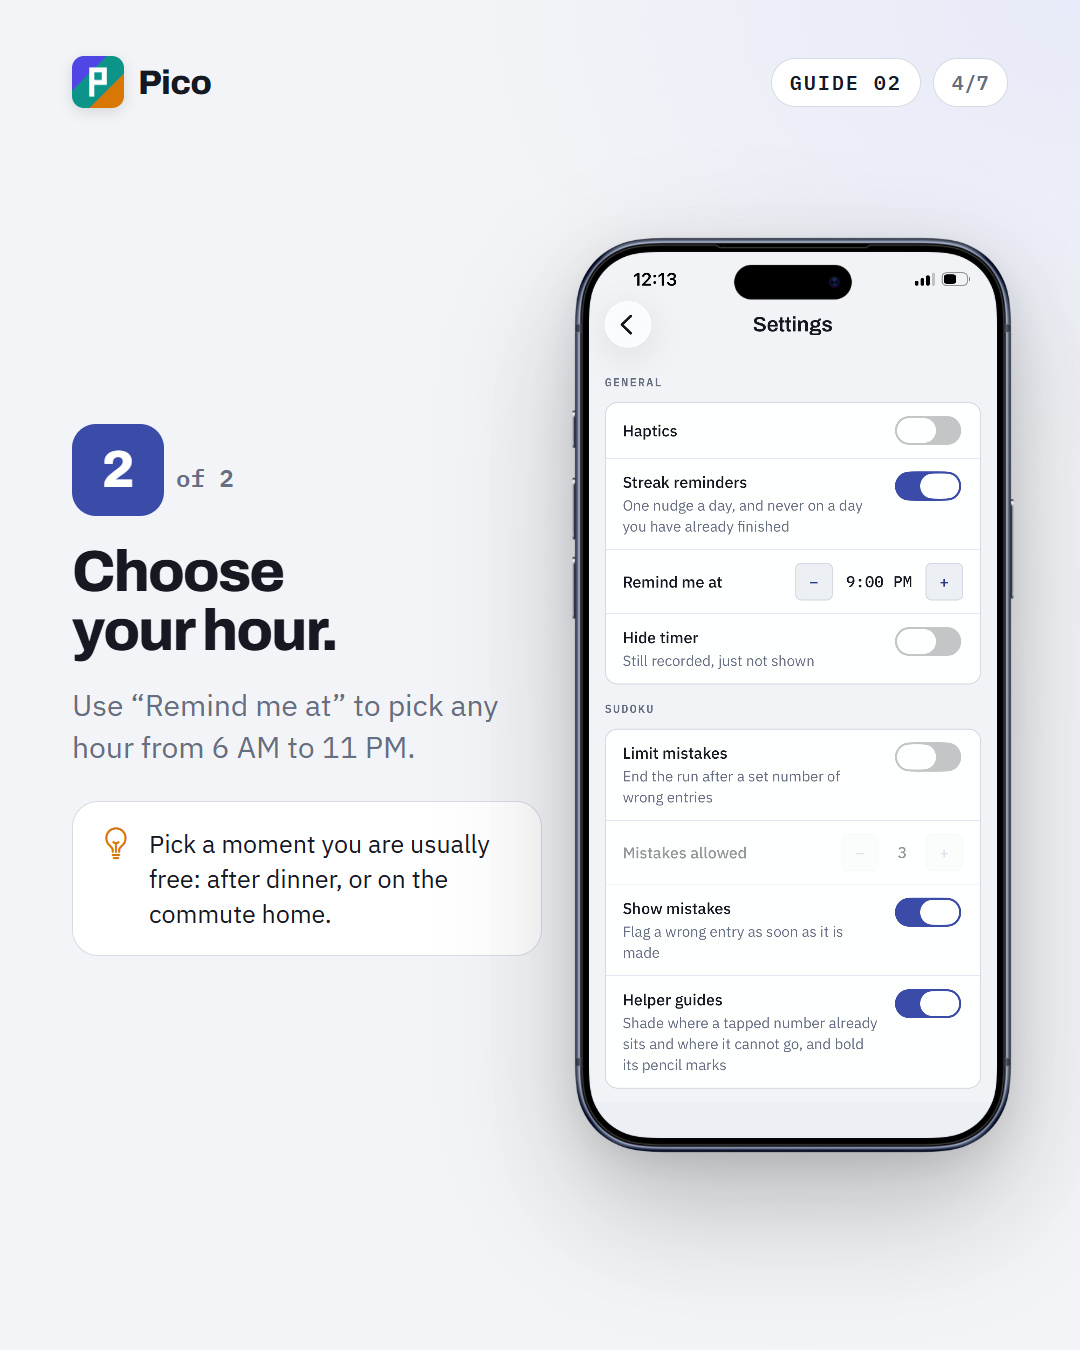 Pico
GUIDE 02
4/7
2 of 2
Choose
your hour.
Use “Remind me at” to pick any
hour from 6 AM to 11 PM.
Pick a moment you are usually
free: after dinner, or on the
commute home.
12:13
Settings
GENERAL
Haptics
Streak reminders
One nudge a day, and never on a day
you have already finished
Remind me at − 9:00 PM +
Hide timer
Still recorded, just not shown
SUDOKU
Limit mistakes
End the run after a set number of
wrong entries
Mistakes allowed − 3 +
Show mistakes
Flag a wrong entry as soon as it is
made
Helper guides
Shade where a tapped number already
sits and where it cannot go, and bold
its pencil marks